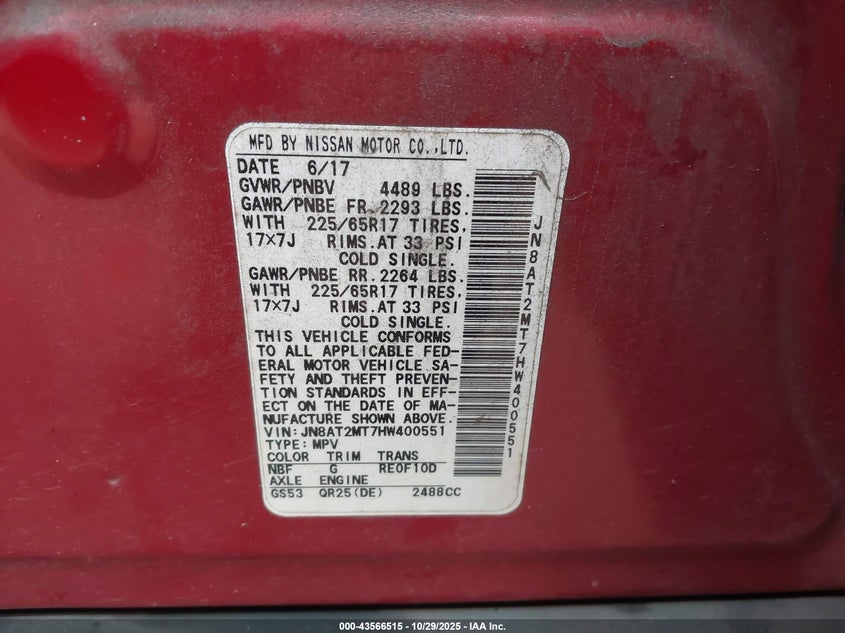 MFD BY NISSAN MOTOR CO.,LTD.
DATE 6/17
GVWR/PNBV 4489 LBS.
GAWR/PNBE FR.2293 LBS.
WITH 225/65R17 TIRES,
17×7J RIMS.AT 33 PSI
COLD SINGLE.
GAWR/PNBE RR.2264 LBS.
WITH 225/65R17 TIRES,
17×7J RIMS.AT 33 PSI
COLD SINGLE.
THIS VEHICLE CONFORMS
TO ALL APPLICABLE FED-
ERAL MOTOR VEHICLE SA-
FETY AND THEFT PREVEN-
TION STANDARDS IN EFF-
ECT ON THE DATE OF MA-
NUFACTURE SHOWN ABOVE.
VIN: JN8AT2MT7HW400551
TYPE: MPV
COLOR TRIM TRANS
NBF G RE0F10D
AXLE ENGINE
GS53 QR25(DE) 2488CC
JN8AT2MT7HW400551
000-43566515 | 10/29/2025 - IAA Inc.